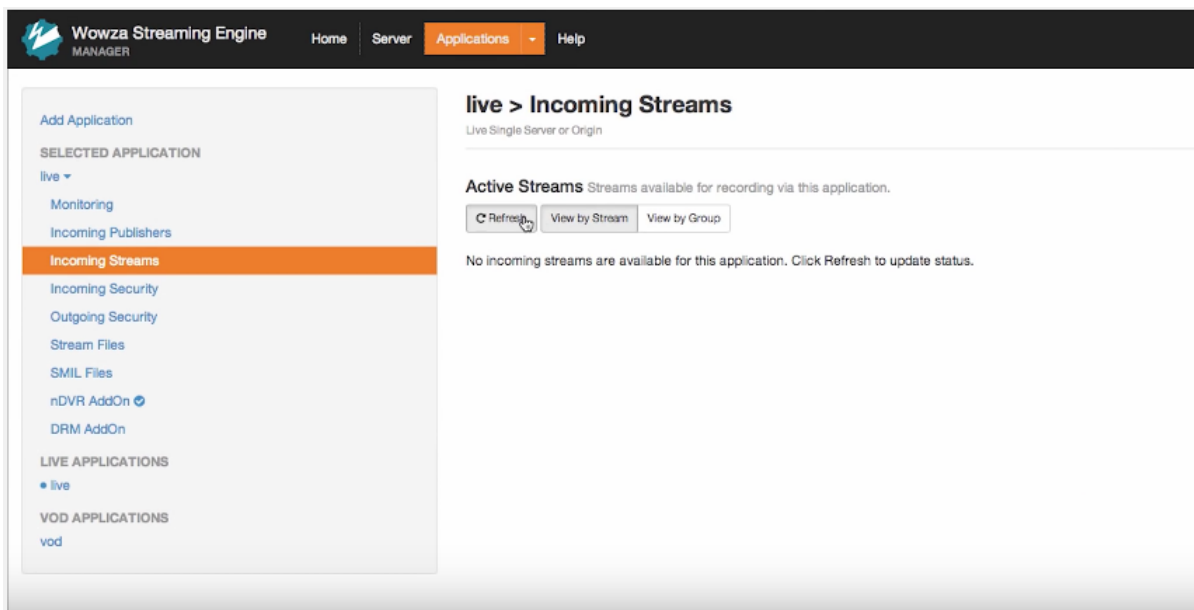 Wowza Streaming Engine
MANAGER
Home Server Applications Help
Add Application
SELECTED APPLICATION
live
Monitoring
Incoming Publishers
Incoming Streams
Incoming Security
Outgoing Security
Stream Files
SMIL Files
nDVR AddOn
DRM AddOn
LIVE APPLICATIONS
live
VOD APPLICATIONS
vod
live > Incoming Streams
Live Single Server or Origin
Active Streams Streams available for recording via this application.
Refresh View by Stream View by Group
No incoming streams are available for this application. Click Refresh to update status.